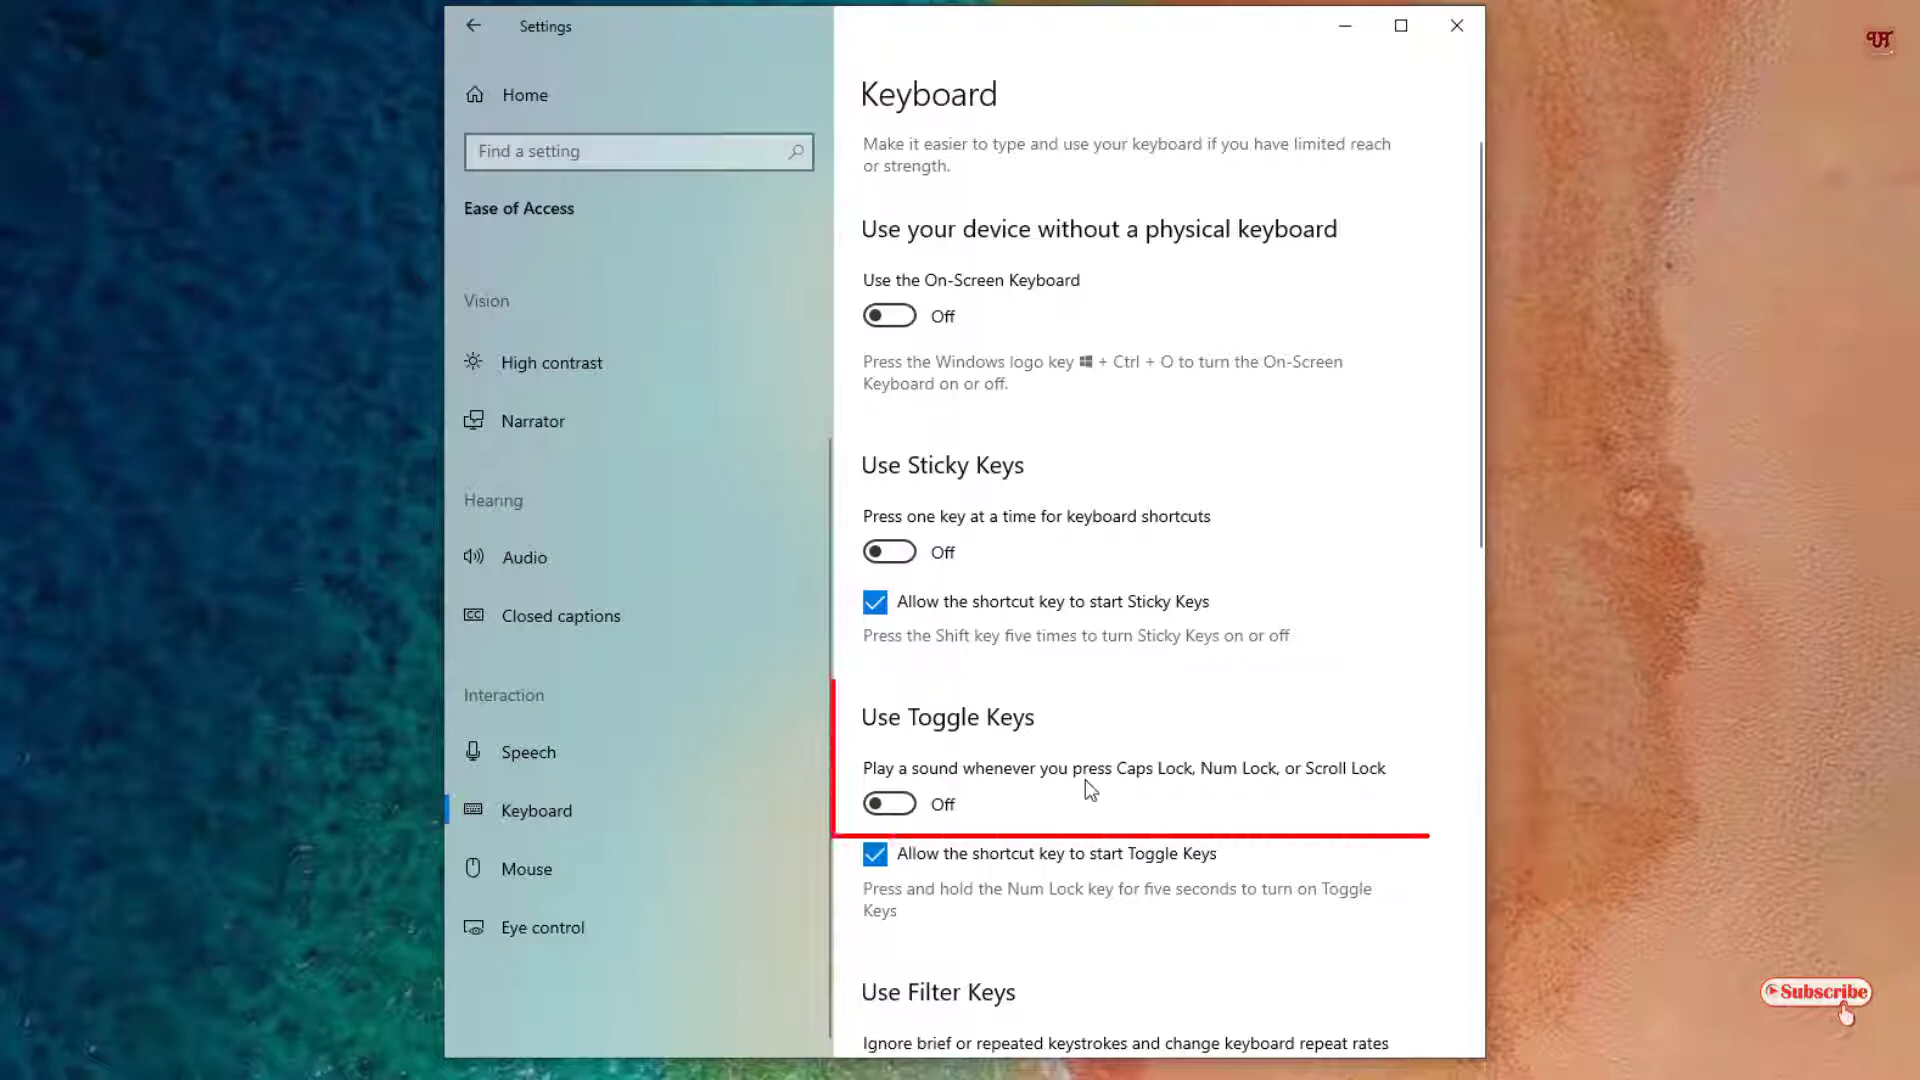 Settings
Home
Find a setting
Ease of Access
Vision
High contrast
Narrator
Hearing
Audio
Closed captions
Interaction
Speech
Keyboard
Mouse
Eye control
Keyboard
Make it easier to type and use your keyboard if you have limited reach
or strength.
Use your device without a physical keyboard
Use the On-Screen Keyboard
Off
Press the Windows logo key + Ctrl + O to turn the On-Screen
Keyboard on or off.
Use Sticky Keys
Press one key at a time for keyboard shortcuts
Off
Allow the shortcut key to start Sticky Keys
Press the Shift key five times to turn Sticky Keys on or off
Use Toggle Keys
Play a sound whenever you press Caps Lock, Num Lock, or Scroll Lock
Off
Allow the shortcut key to start Toggle Keys
Press and hold the Num Lock key for five seconds to turn on Toggle
Keys
Use Filter Keys
Ignore brief or repeated keystrokes and change keyboard repeat rates
Subscribe